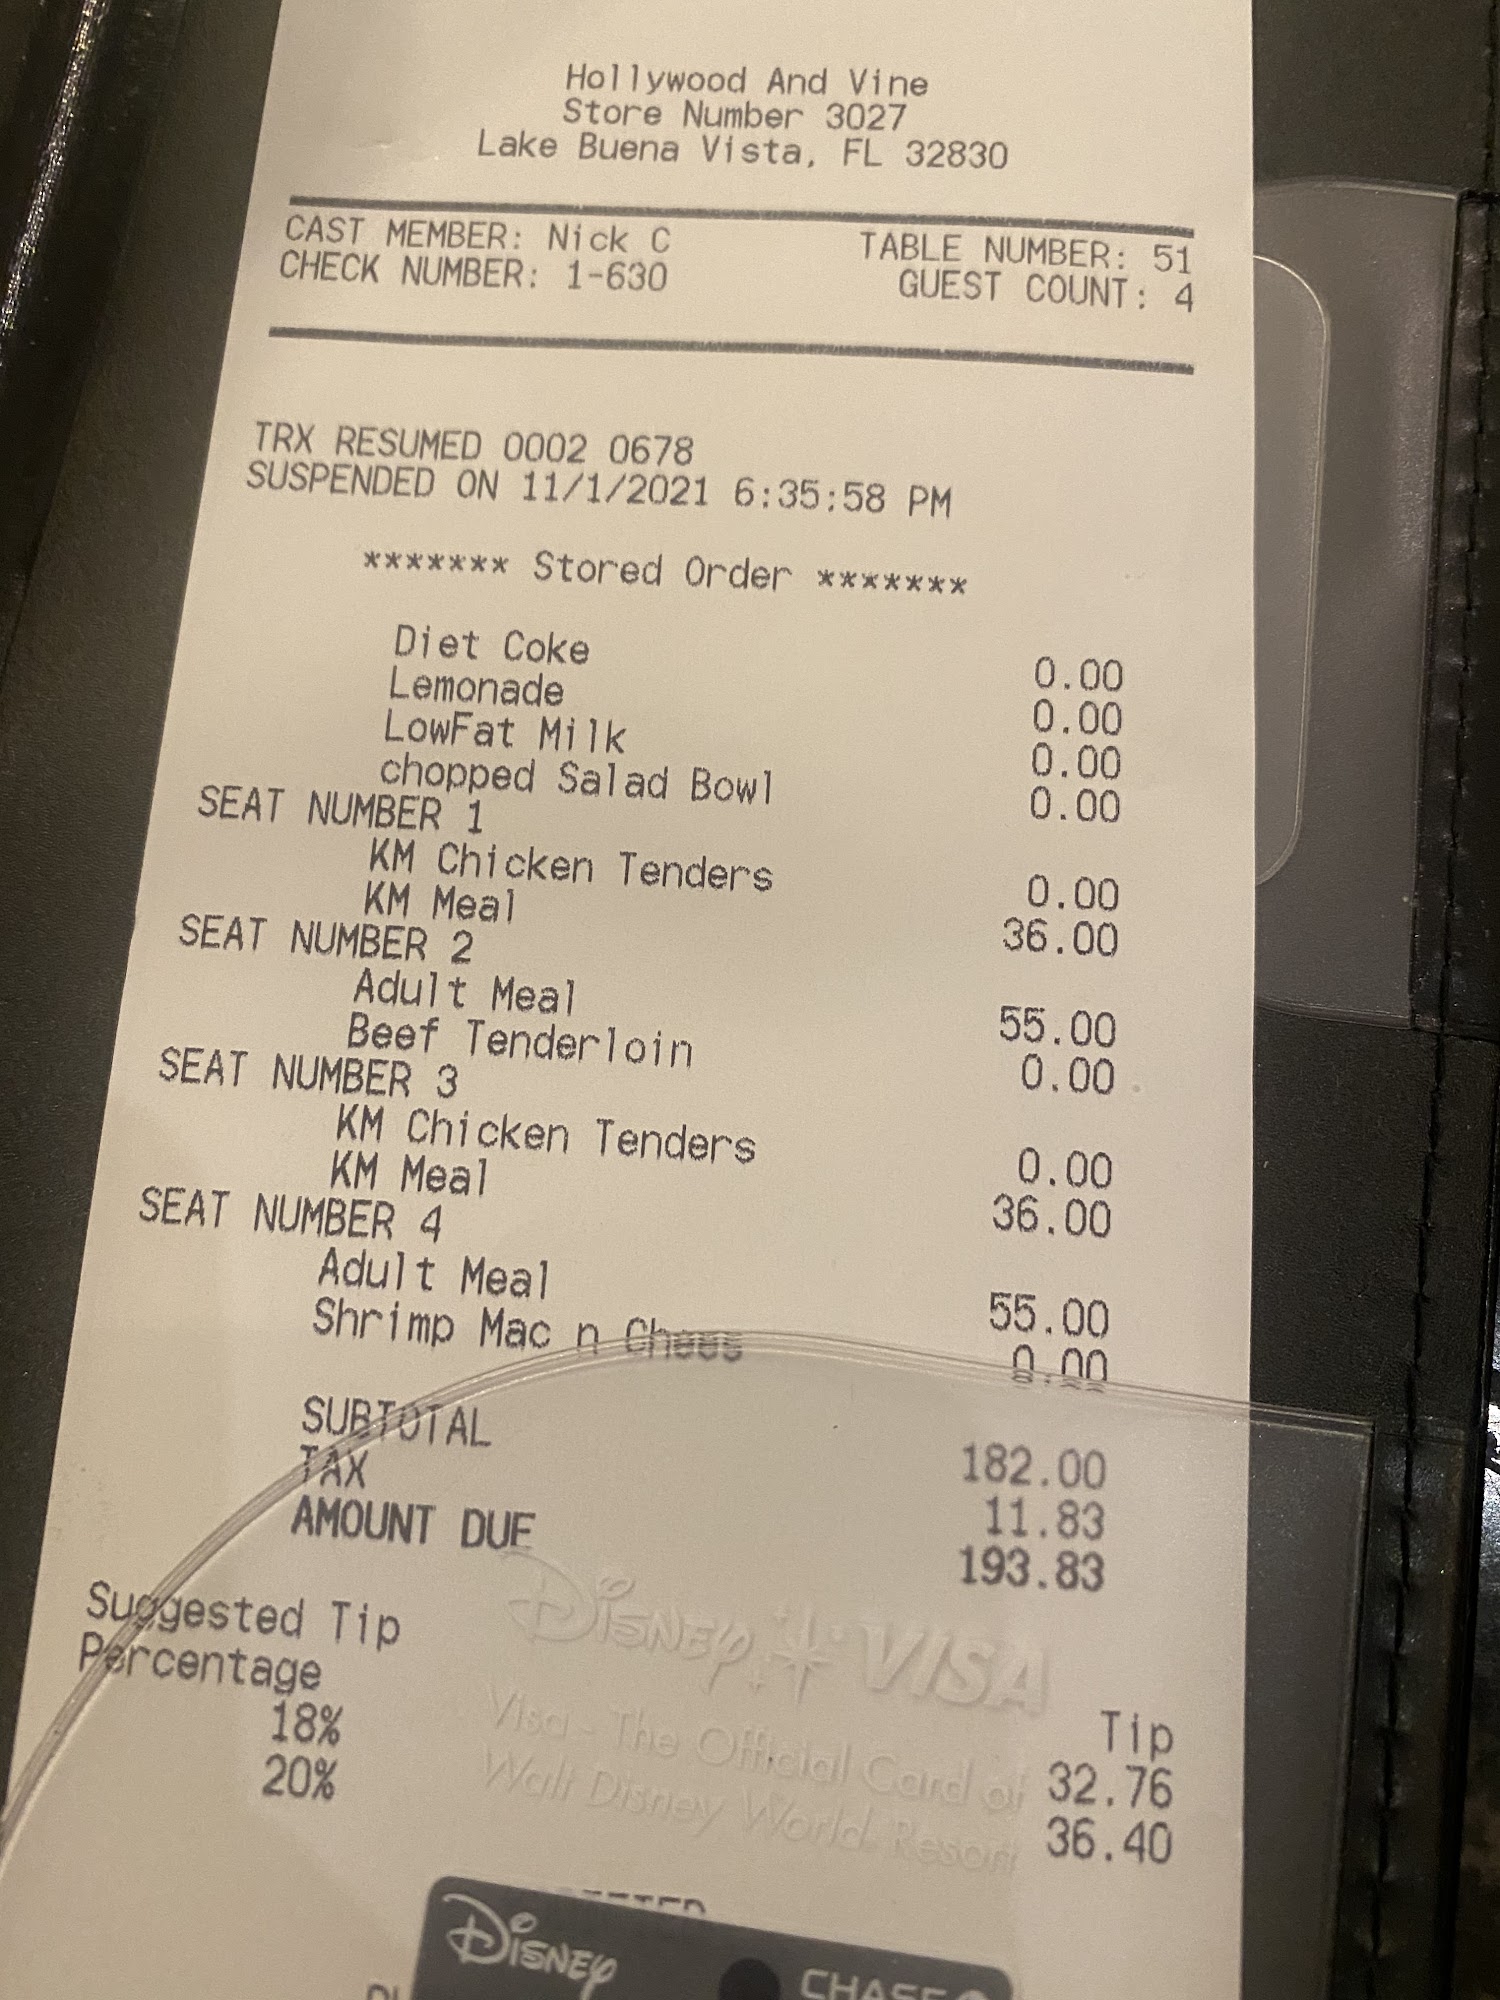 Hollywood And Vine
Store Number 3027
Lake Buena Vista, FL 32830
CAST MEMBER: Nick C TABLE NUMBER: 51
CHECK NUMBER: 1-630 GUEST COUNT: 4
TRX RESUMED 0002 0678
SUSPENDED ON 11/1/2021 6:35:58 PM
******* Stored Order *******
Diet Coke 0.00
Lemonade 0.00
LowFat Milk 0.00
chopped Salad Bowl 0.00
SEAT NUMBER 1
KM Chicken Tenders 0.00
KM Meal 36.00
SEAT NUMBER 2
Adult Meal 55.00
Beef Tenderloin 0.00
SEAT NUMBER 3
KM Chicken Tenders 0.00
KM Meal 36.00
SEAT NUMBER 4
Adult Meal 55.00
Shrimp Mac n Chees 0.00
SUBTOTAL 182.00
TAX 11.83
AMOUNT DUE 193.83
Disney VISA
Suggested Tip
Percentage Tip
18% 32.76
20% 36.40
Visa - The Official Card of
Walt Disney World Resort
Disney CHASE